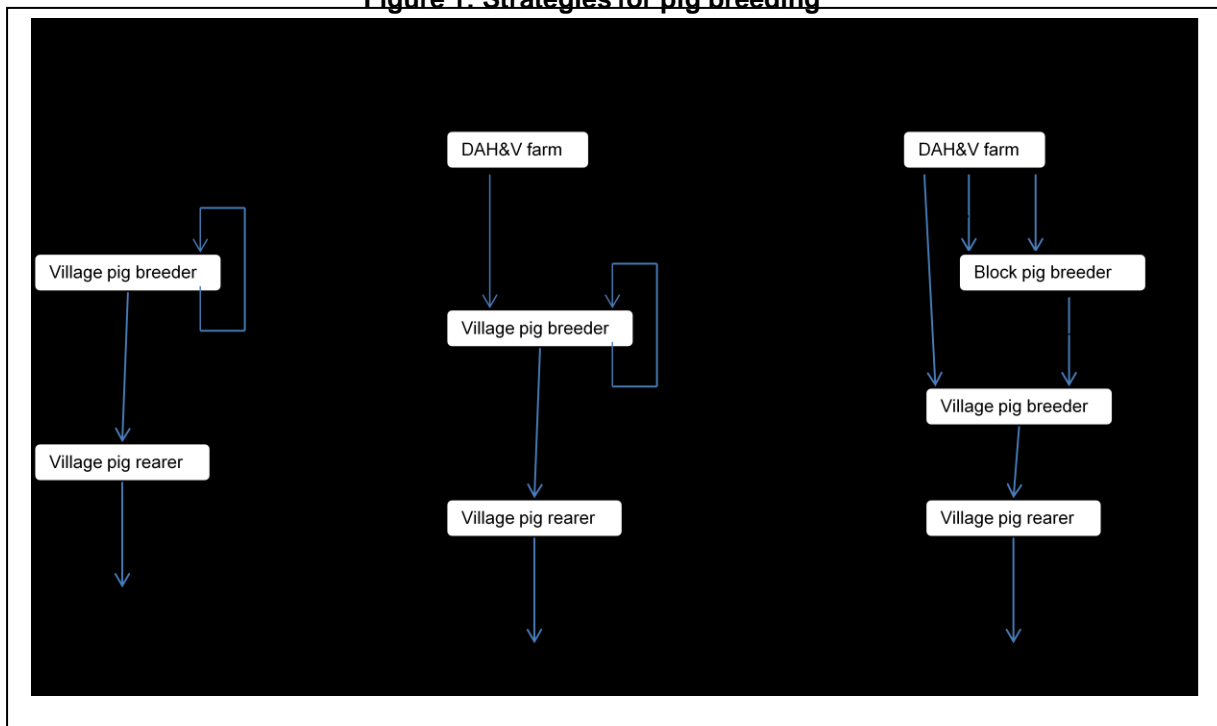 Figure 1: Strategies for pig breeding
DAH&V farm
DAH&V farm
Village pig breeder
Block pig breeder
Village pig breeder
Village pig breeder
Village pig rearer
Village pig rearer
Village pig rearer